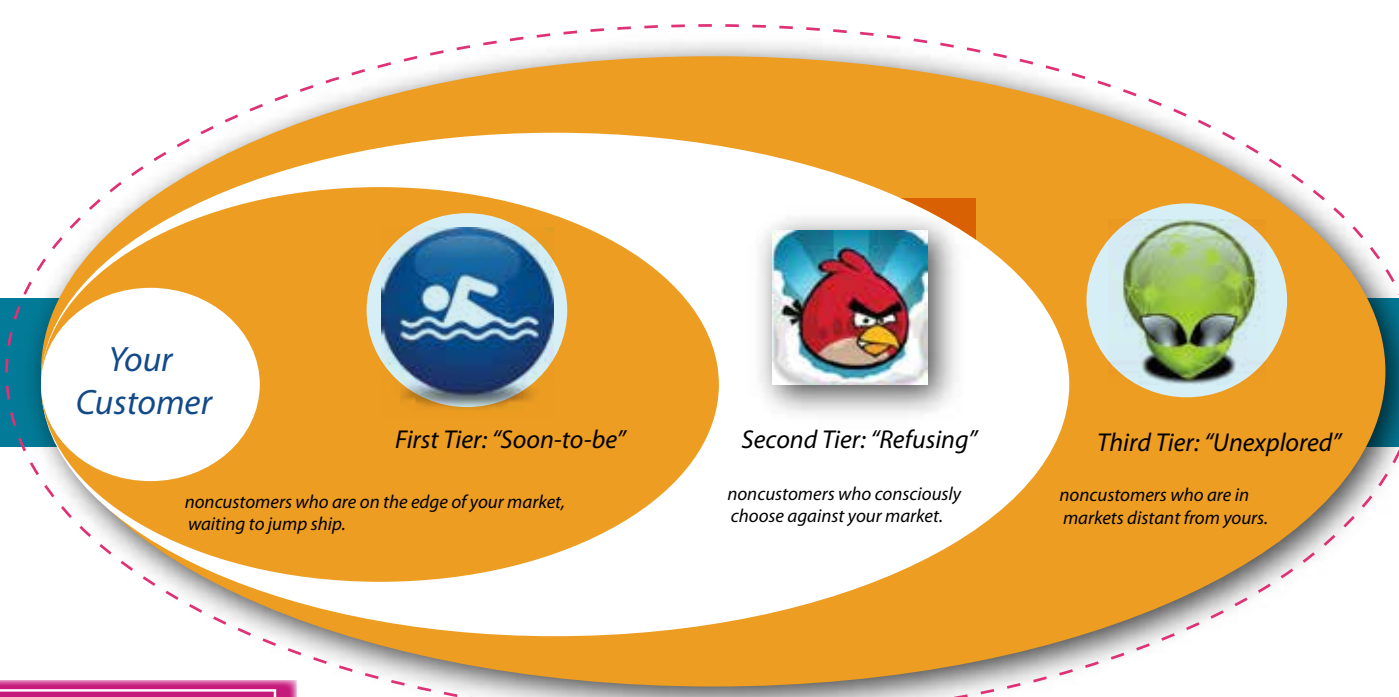 Your
Customer
First Tier: “Soon-to-be”
noncustomers who are on the edge of your market,
waiting to jump ship.
Second Tier: “Refusing”
noncustomers who consciously
choose against your market.
Third Tier: “Unexplored”
noncustomers who are in
markets distant from yours.